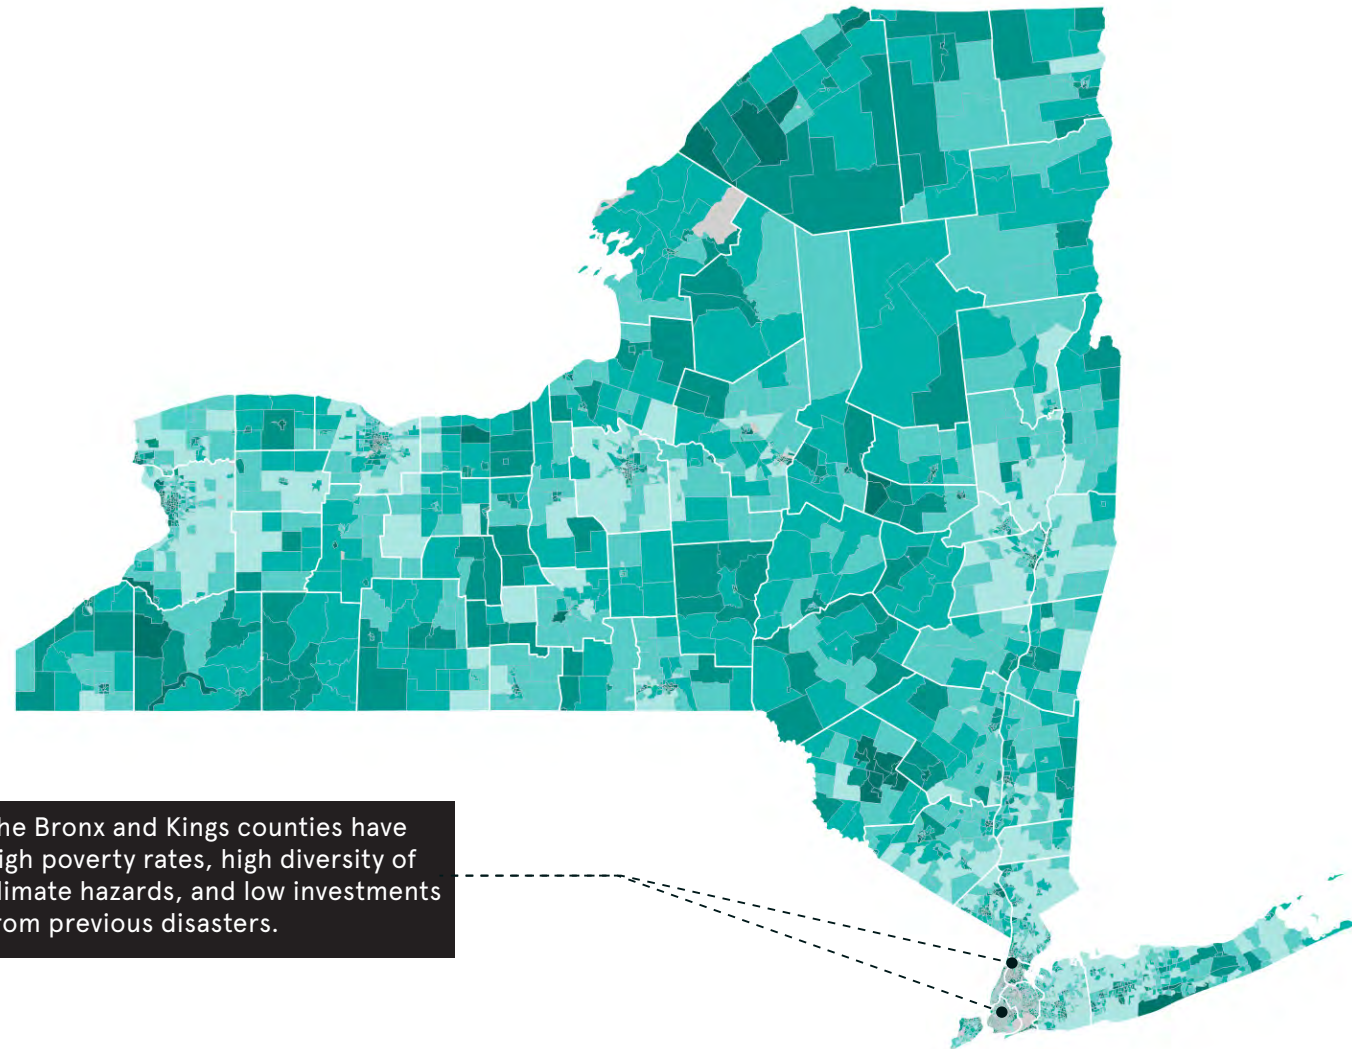 he Bronx and Kings counties have
igh poverty rates, high diversity of
limate hazards, and low investments
rom previous disasters.